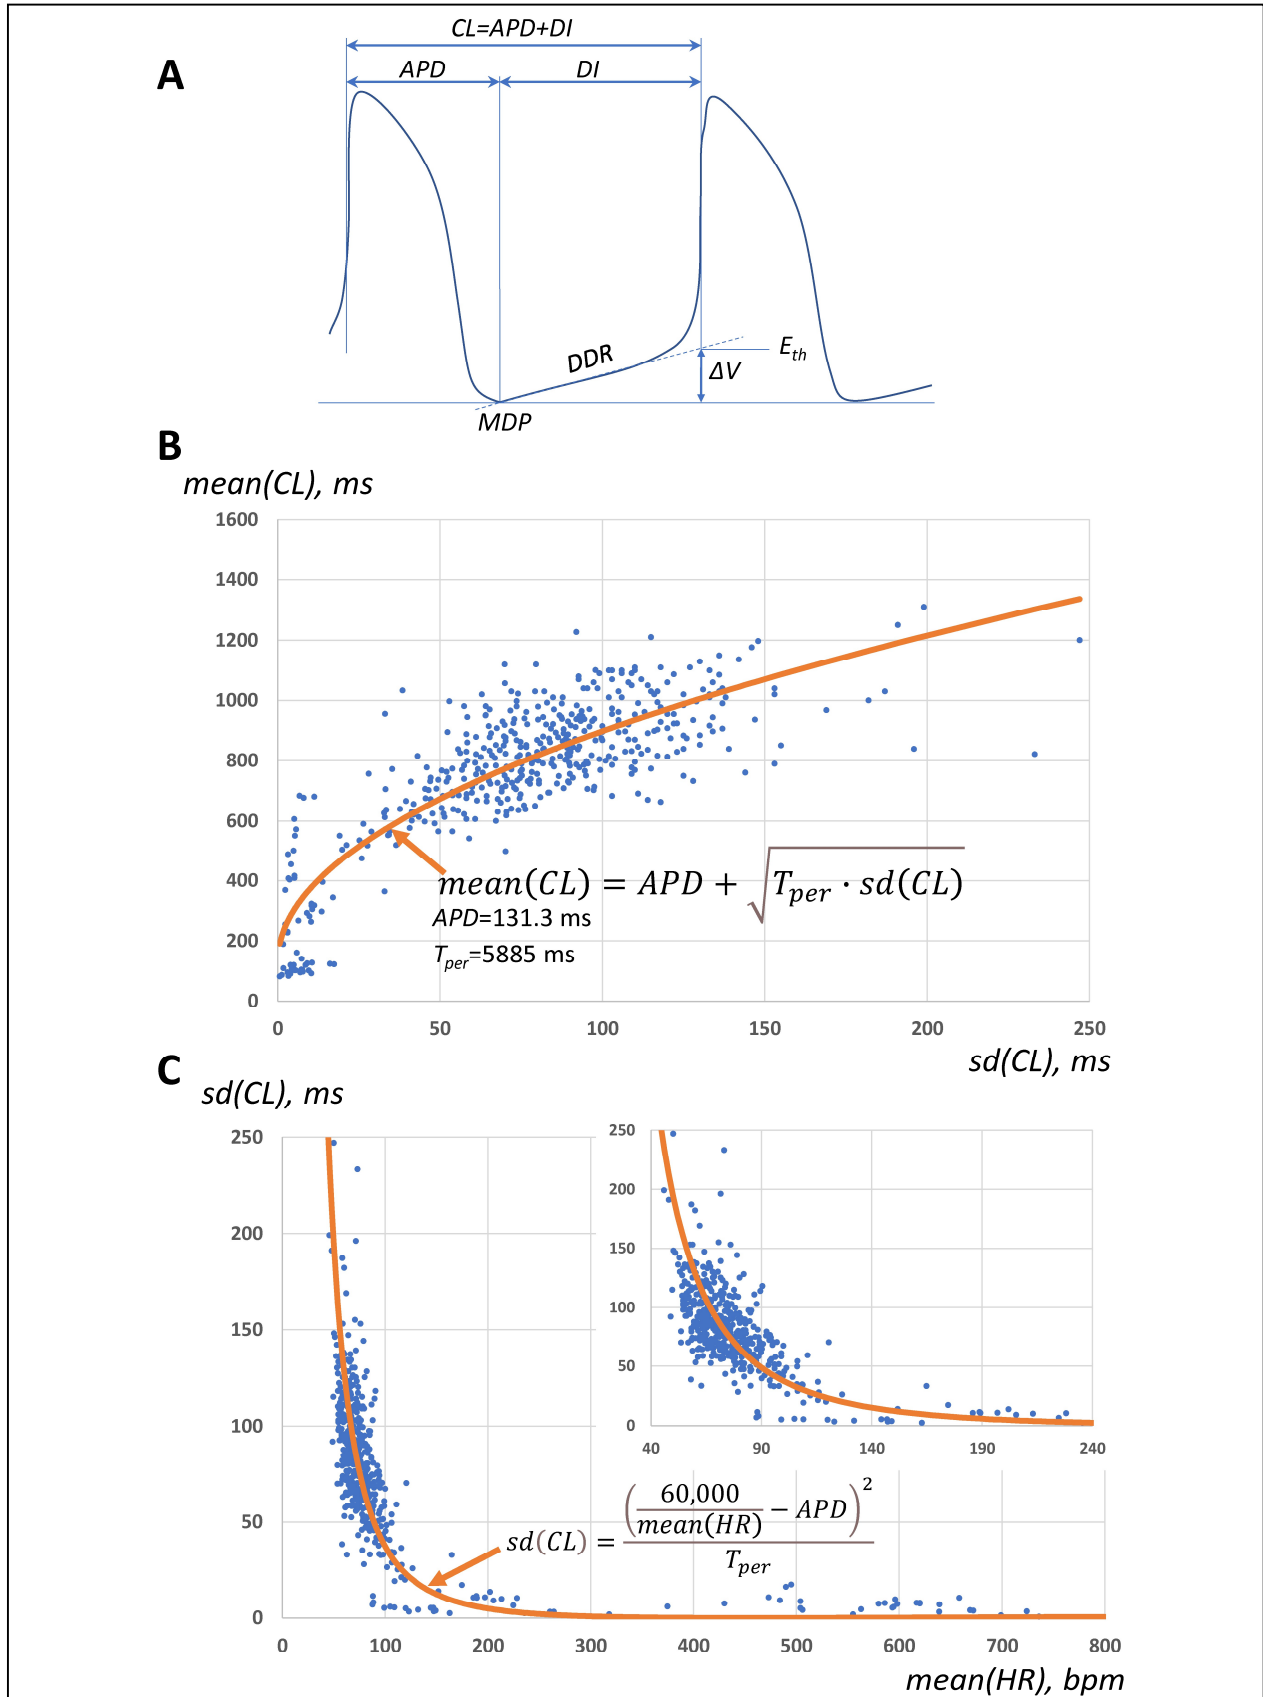 A
CL=APD+DI
APD
DI
DDR
E_th
ΔV
MDP
B
mean(CL), ms
1600
1400
1200
1000
800
600
400
200
0
mean(CL) = APD + √(T_per · sd(CL))
APD=131.3 ms
T_per=5885 ms
0 50 100 150 200 250
sd(CL), ms
C
sd(CL), ms
250
200
150
100
50
0
250
200
150
100
50
0
40 90 140 190 240
sd(CL) = (60,000/mean(HR) − APD)² / T_per
0 100 200 300 400 500 600 700 800
mean(HR), bpm